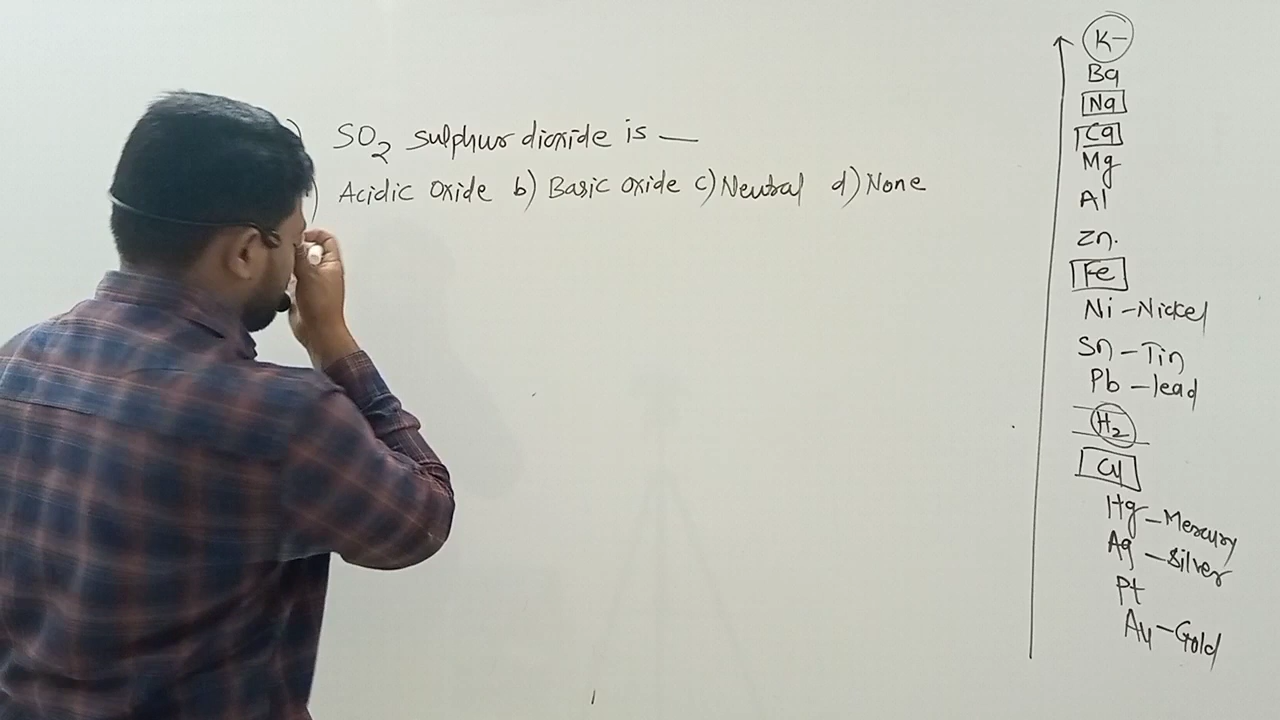 ) SO2 sulphur dioxide is —
) Acidic Oxide b) Basic oxide c) Neutral d) None
K
Ba
Na
Ca
Mg
Al
Zn.
Fe
Ni - Nickel
Sn - Tin
Pb - lead
H2
Cu
Hg - Mercury
Ag - Silver
Pt
Au - Gold